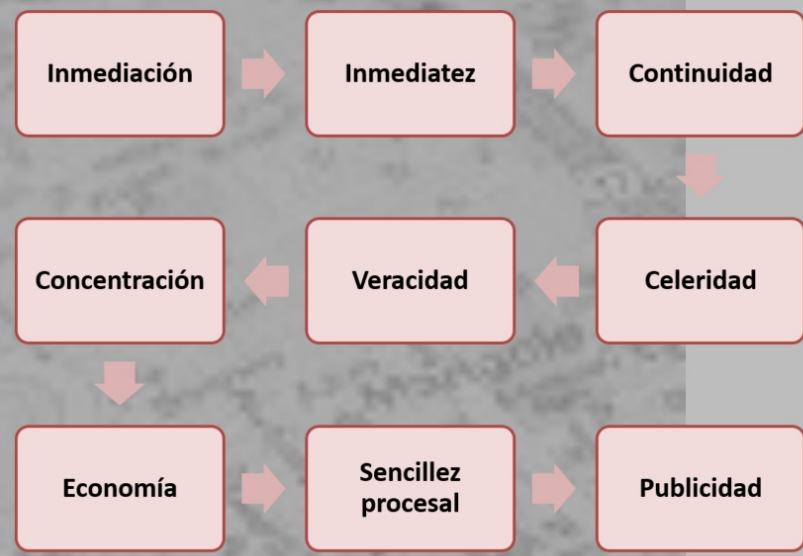 Inmediación
Inmediatez
Continuidad
Celeridad
Veracidad
Concentración
Economía
Sencillez
procesal
Publicidad